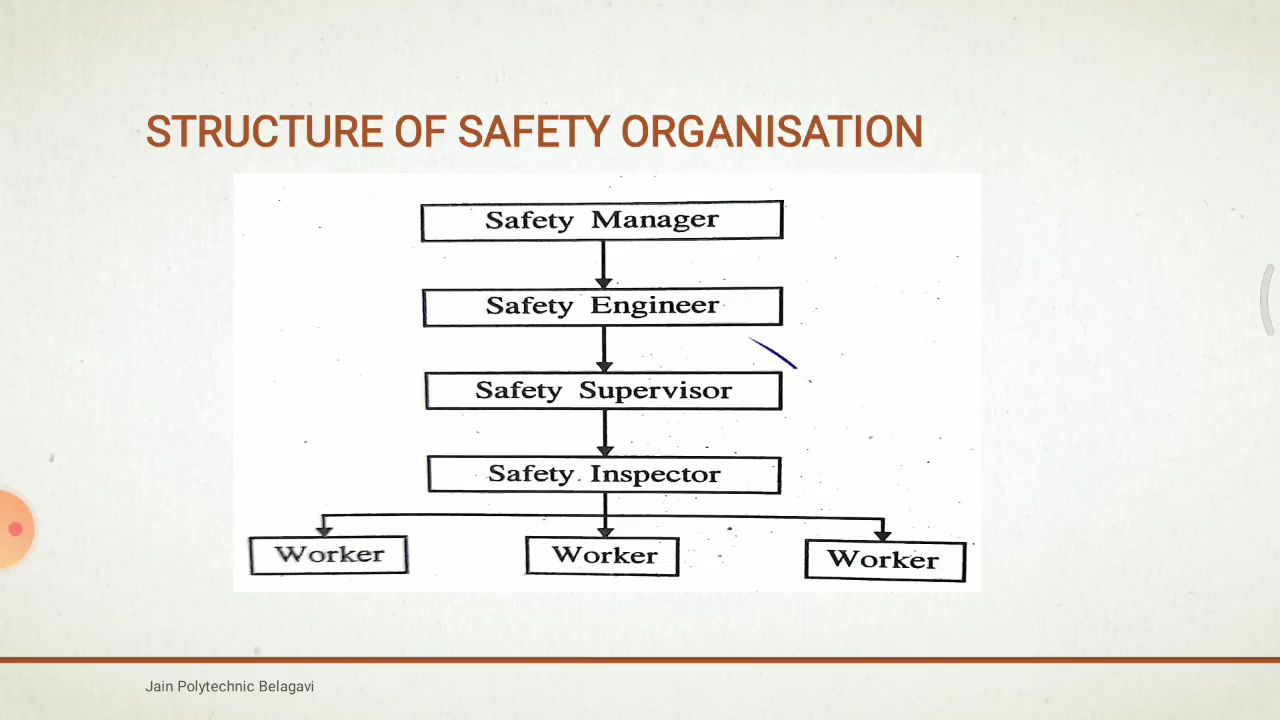 STRUCTURE OF SAFETY ORGANISATION
Safety Manager
Safety Engineer
Safety Supervisor
Safety Inspector
Worker Worker Worker
Jain Polytechnic Belagavi